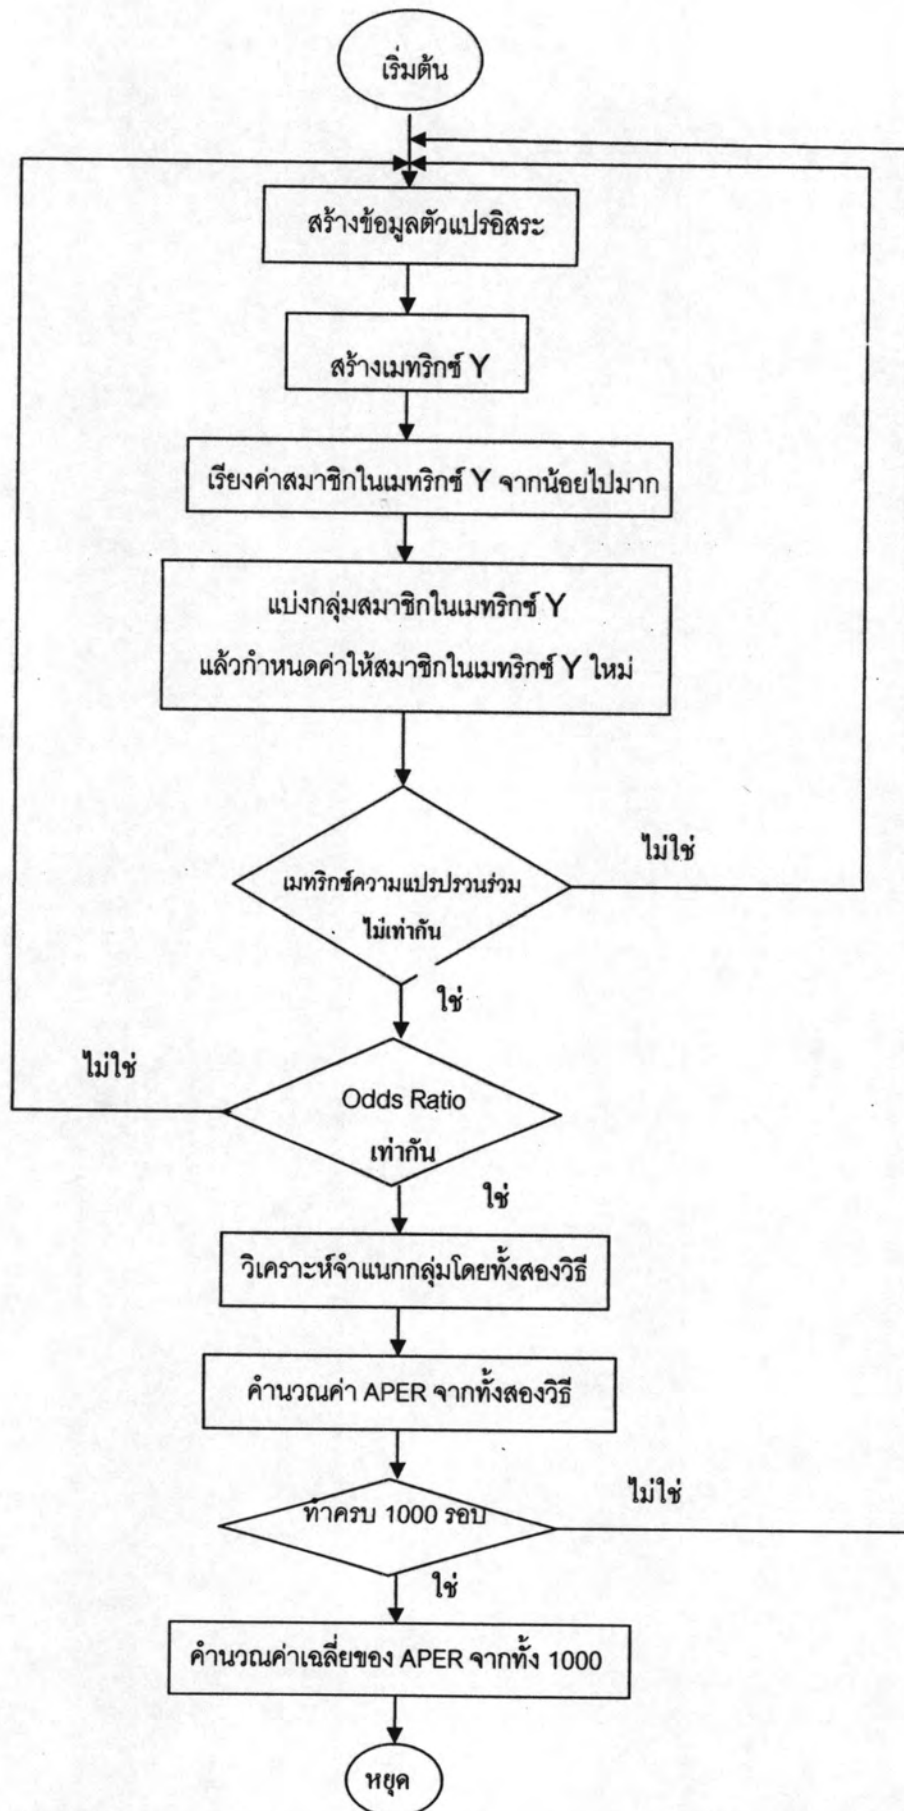 เริ่มต้น
สร้างข้อมูลตัวแปรอิสระ
สร้างเมทริกซ์ Y
เรียงค่าสมาชิกในเมทริกซ์ Y จากน้อยไปมาก
แบ่งกลุ่มสมาชิกในเมทริกซ์ Y
แล้วกำหนดค่าให้สมาชิกในเมทริกซ์ Y ใหม่
ไม่ใช่
เมทริกซ์ความแปรปรวนร่วม
ไม่เท่ากัน
ใช่
ไม่ใช่
Odds Ratio
เท่ากัน
ใช่
วิเคราะห์จำแนกกลุ่มโดยทั้งสองวิธี
คำนวณค่า APER จากทั้งสองวิธี
ไม่ใช่
ทำครบ 1000 รอบ
ใช่
คำนวณค่าเฉลี่ยของ APER จากทั้ง 1000
หยุด